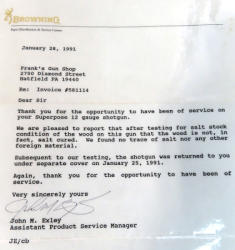 BROWNING
January 28, 1991
Frank's Gun Shop
2790 Diamond Street
Hatfield PA 19440
Re: Invoice #581114
Dear Sir
Thank you for the opportunity to have been of service on
your Superpose 12 gauge shotgun.
We are pleased to report that after testing for salt stock
condition of the wood on this gun that the wood is not, in
fact, salt cured. We found no trace of salt nor any other
foreign material.
Subsequent to our testing, the shotgun was returned to you
under separate cover on January 25, 1991.
Again, thank you for the opportunity to have been of
service.
Very sincerely yours
John M. Exley
Assistant Product Service Manager
JE/cb